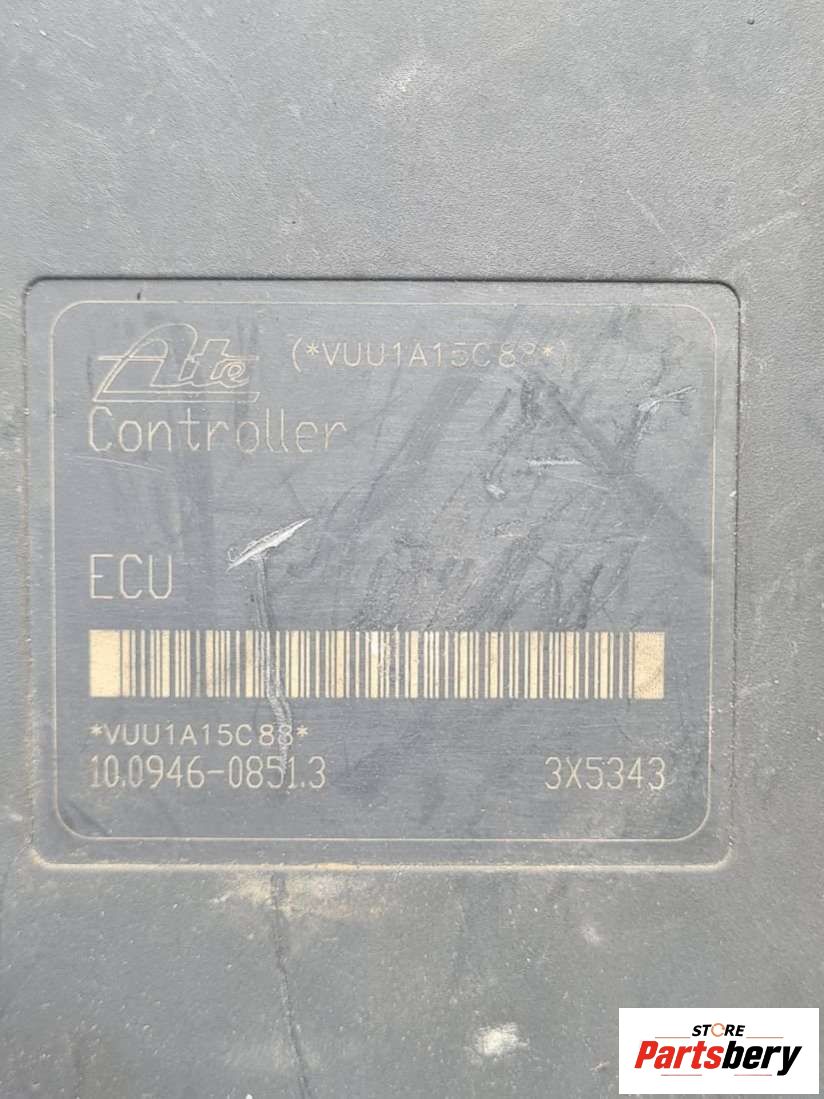 Ate (*VUU1A15C88*)
Controller
ECU
*VUU1A15C88*
10.0946-0851.3 3X5343
STORE
Partsbery